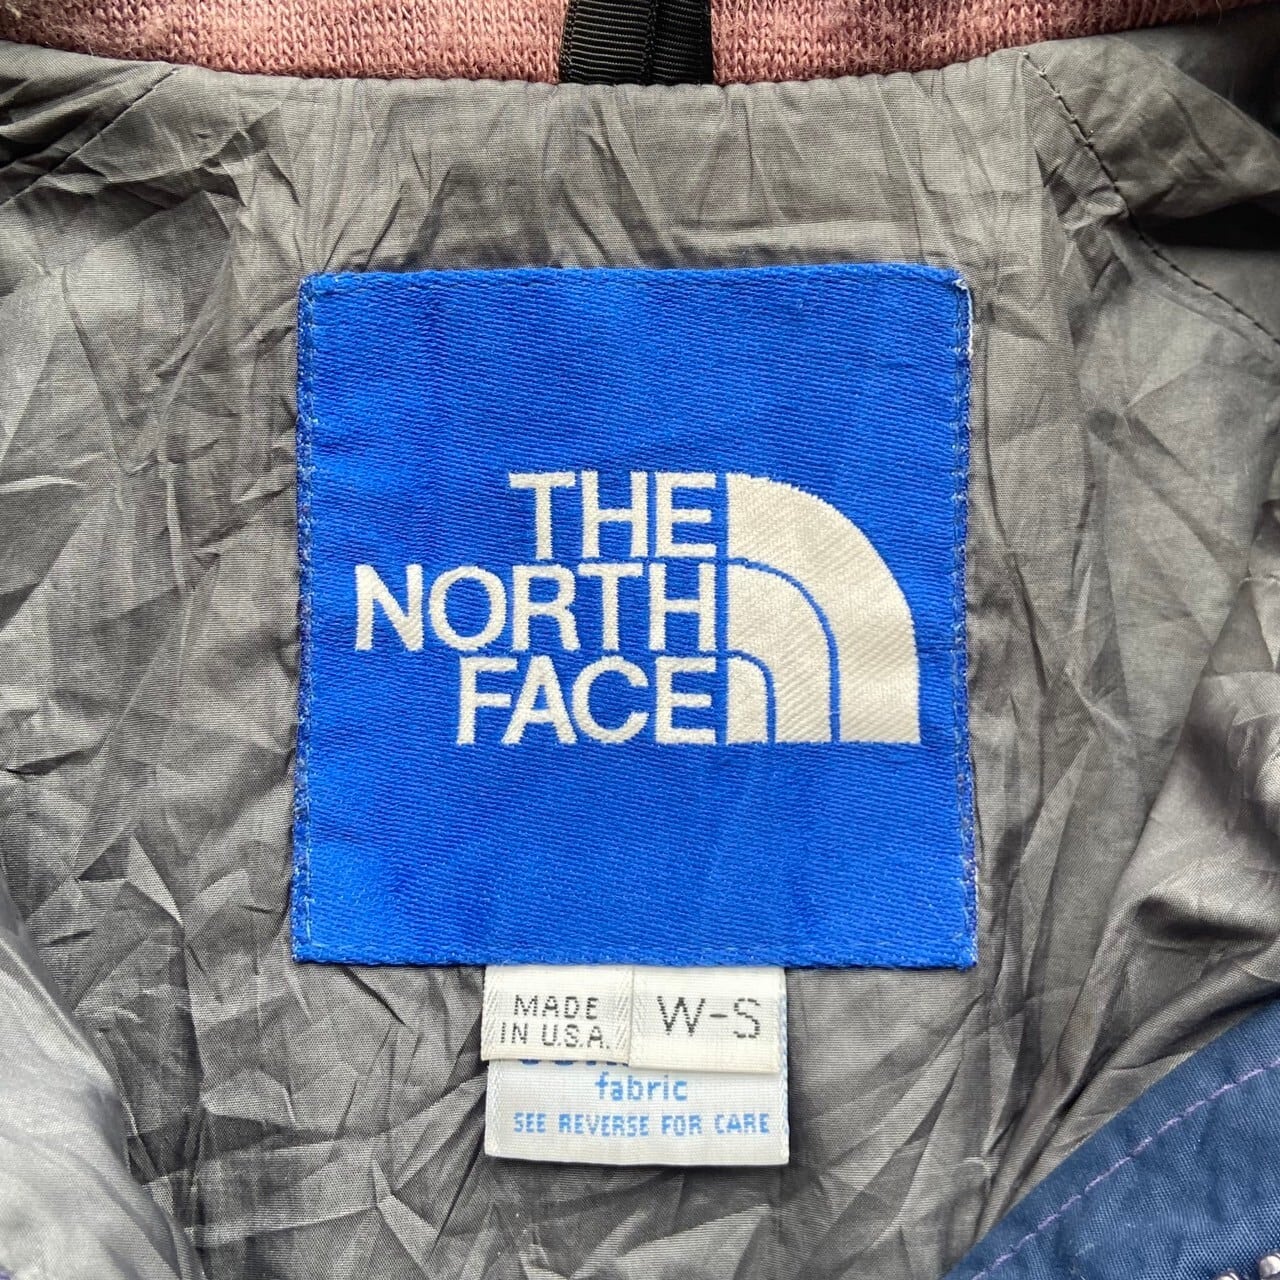 THE
NORTH
FACE
MADE
IN U.S.A.
W-S
fabric
SEE REVERSE FOR CARE